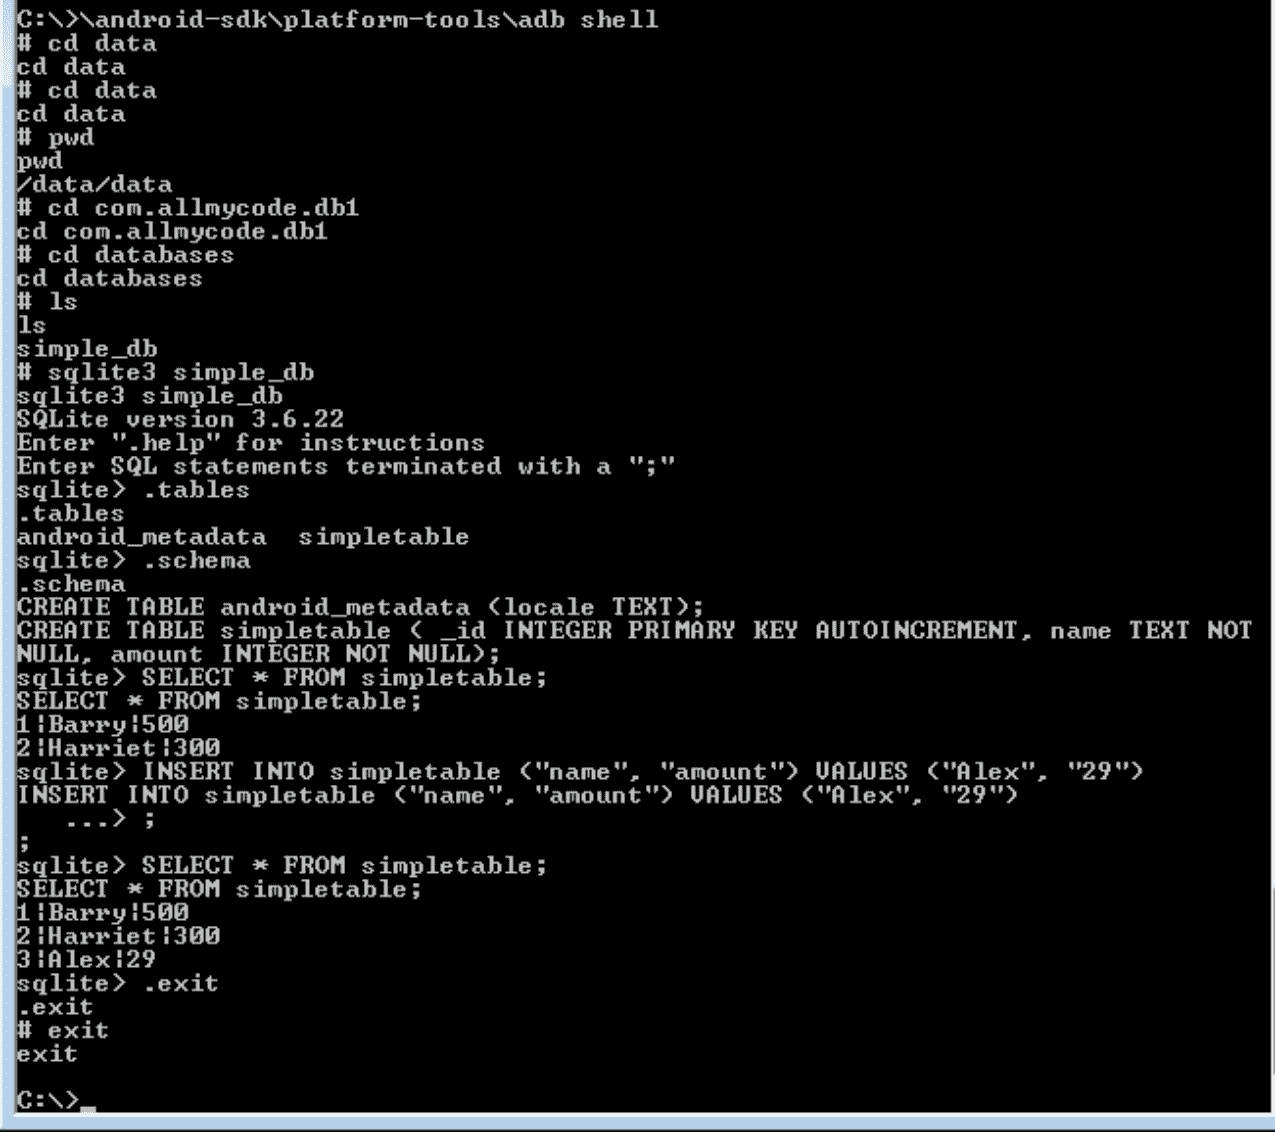 C:\>\android-sdk\platform-tools\adb shell
# cd data
cd data
# cd data
cd data
# pwd
pwd
/data/data
# cd com.allmycode.db1
cd com.allmycode.db1
# cd databases
cd databases
# ls
ls
simple_db
# sqlite3 simple_db
sqlite3 simple_db
SQLite version 3.6.22
Enter ".help" for instructions
Enter SQL statements terminated with a ";"
sqlite> .tables
.tables
android_metadata  simpletable
sqlite> .schema
.schema
CREATE TABLE android_metadata (locale TEXT);
CREATE TABLE simpletable ( _id INTEGER PRIMARY KEY AUTOINCREMENT, name TEXT NOT
NULL, amount INTEGER NOT NULL);
sqlite> SELECT * FROM simpletable;
SELECT * FROM simpletable;
1|Barry|500
2|Harriet|300
sqlite> INSERT INTO simpletable ("name", "amount") VALUES ("Alex", "29")
INSERT INTO simpletable ("name", "amount") VALUES ("Alex", "29")
   ...> ;
;
sqlite> SELECT * FROM simpletable;
SELECT * FROM simpletable;
1|Barry|500
2|Harriet|300
3|Alex|29
sqlite> .exit
.exit
# exit
exit
C:\>_